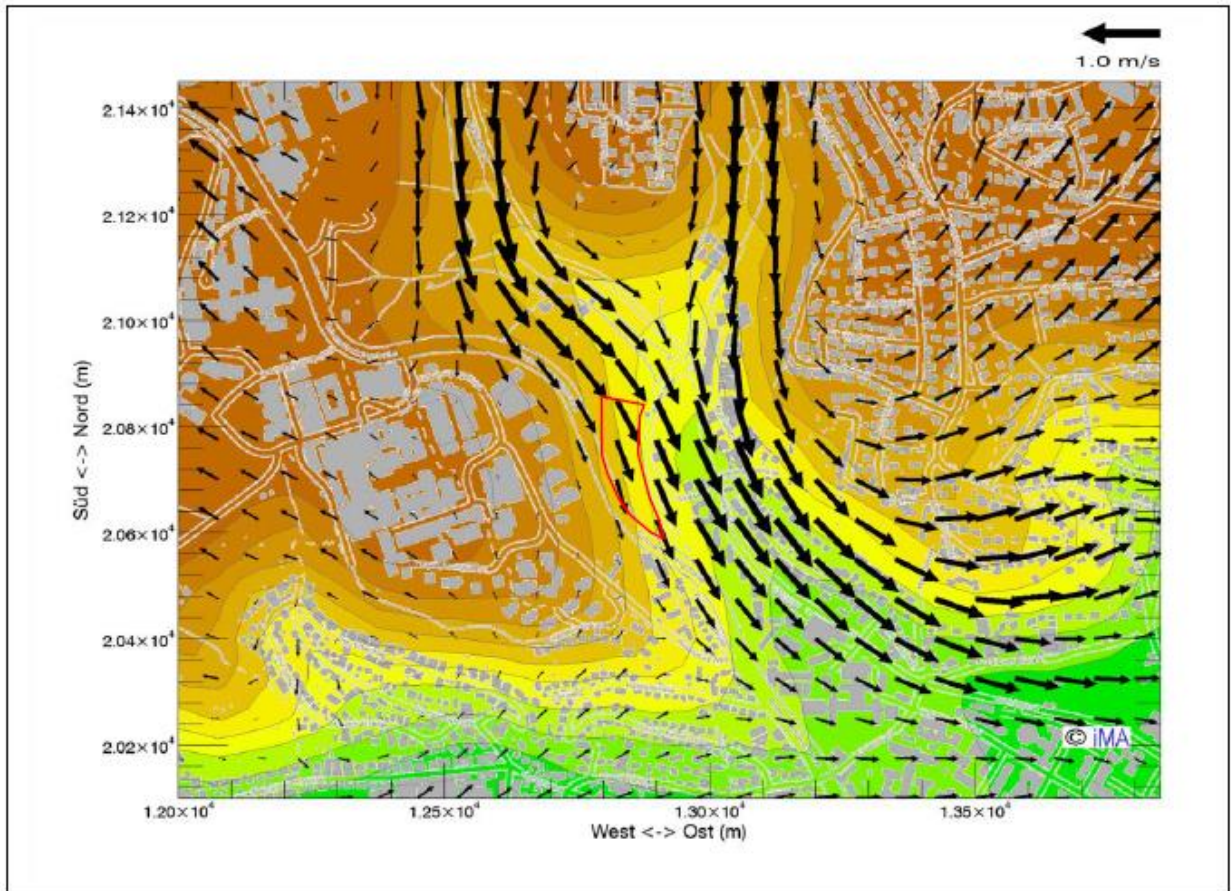 1.0 m/s
2.14×10⁴
2.12×10⁴
2.10×10⁴
2.08×10⁴
2.06×10⁴
2.04×10⁴
2.02×10⁴
Süd <-> Nord (m)
© iMA
1.20×10⁴ 1.25×10⁴ 1.30×10⁴ 1.35×10⁴
West <-> Ost (m)